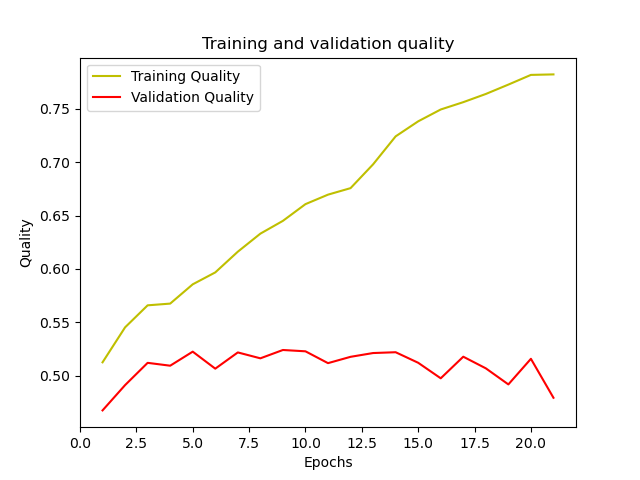 Training and validation quality
Training Quality
Validation Quality
0.75
0.70
0.65
0.60
0.55
0.50
Quality
0.0 2.5 5.0 7.5 10.0 12.5 15.0 17.5 20.0
Epochs